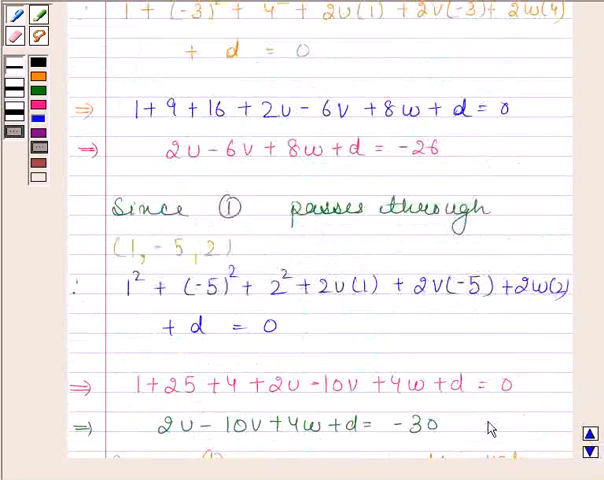 ∴ 1 + (-3)² + 4² + 2u(1) + 2v(-3) + 2w(4)
+ d = 0
⇒ 1+9+16+2u-6v+8w+d=0
⇒ 2u-6v+8w+d=-26
Since ① passes through
(1,-5,2)
∴ 1² + (-5)² + 2² + 2u(1) + 2v(-5) + 2w(2)
+ d = 0
⇒ 1+25+4+2u-10v+4w+d=0
⇒ 2u-10v+4w+d= -30